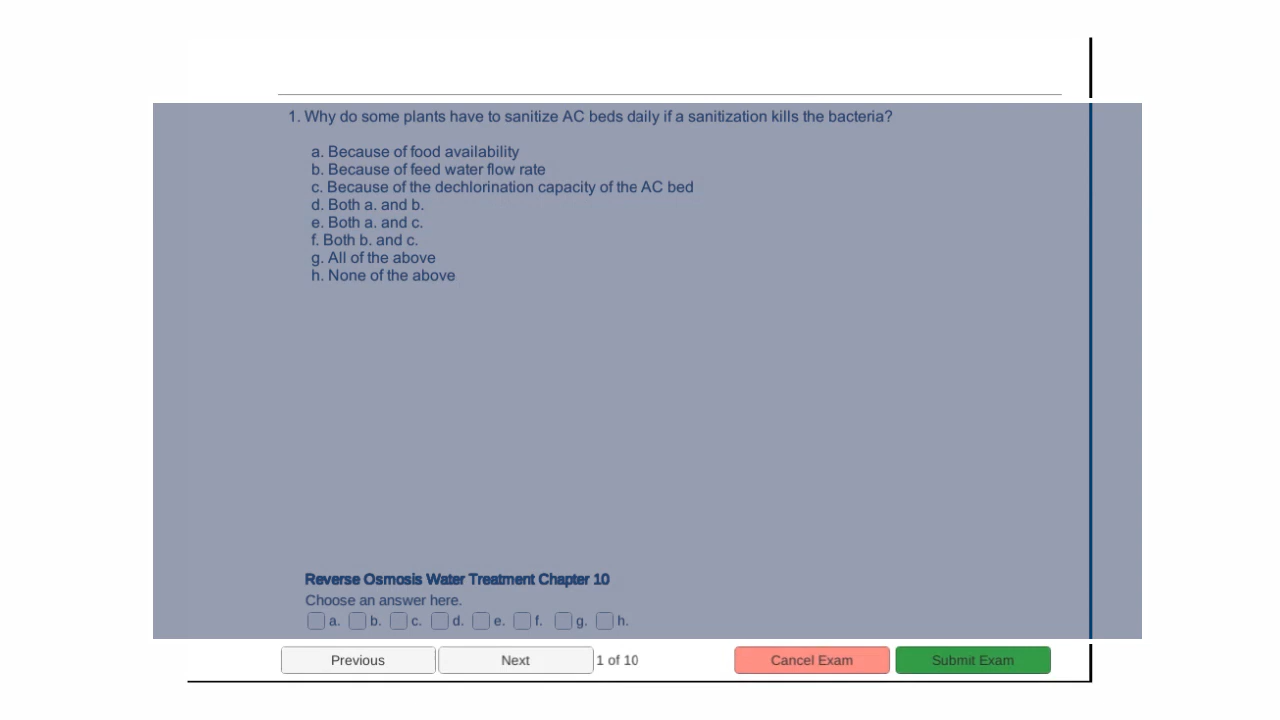 1. Why do some plants have to sanitize AC beds daily if a sanitization kills the bacteria?
a. Because of food availability
b. Because of feed water flow rate
c. Because of the dechlorination capacity of the AC bed
d. Both a. and b.
e. Both a. and c.
f. Both b. and c.
g. All of the above
h. None of the above
Reverse Osmosis Water Treatment Chapter 10
Choose an answer here.
a. b. c. d. e. f. g. h.
Previous Next 1 of 10 Cancel Exam Submit Exam